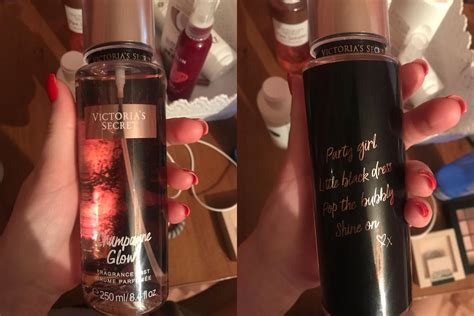 VICTORIA'S
SECRET
Champagne
Glow
FRAGRANCE MIST
BRUME PARFUMÉE
℮ 250 ml/8.4 fl oz
VICTORIA'S SECRET
Party girl
Little black dress
Pop the bubbly
Shine on